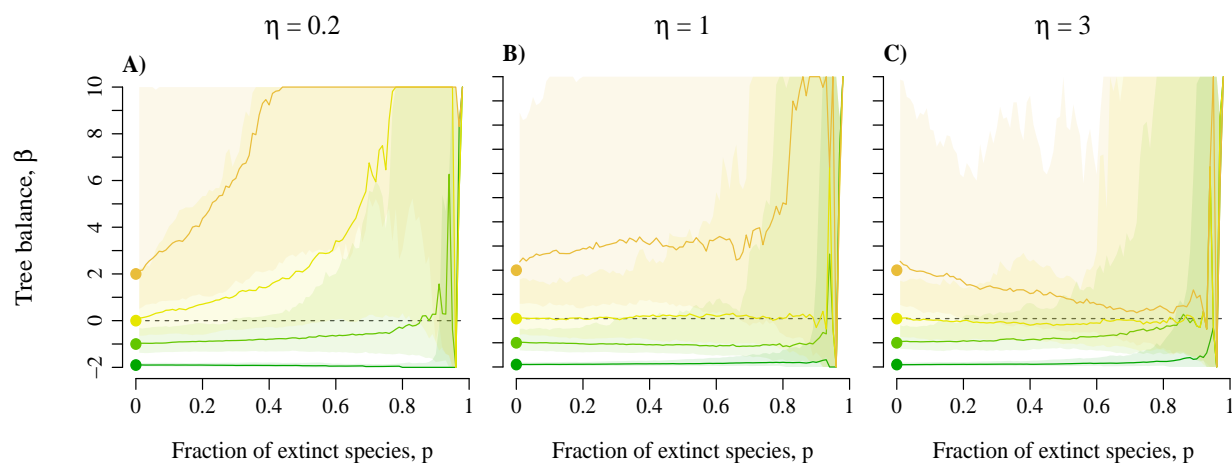 η = 0.2
η = 1
η = 3
A)
B)
C)
Tree balance, β
10
8
6
4
2
0
−2
0 0.2 0.4 0.6 0.8 1
0 0.2 0.4 0.6 0.8 1
0 0.2 0.4 0.6 0.8 1
Fraction of extinct species, p
Fraction of extinct species, p
Fraction of extinct species, p